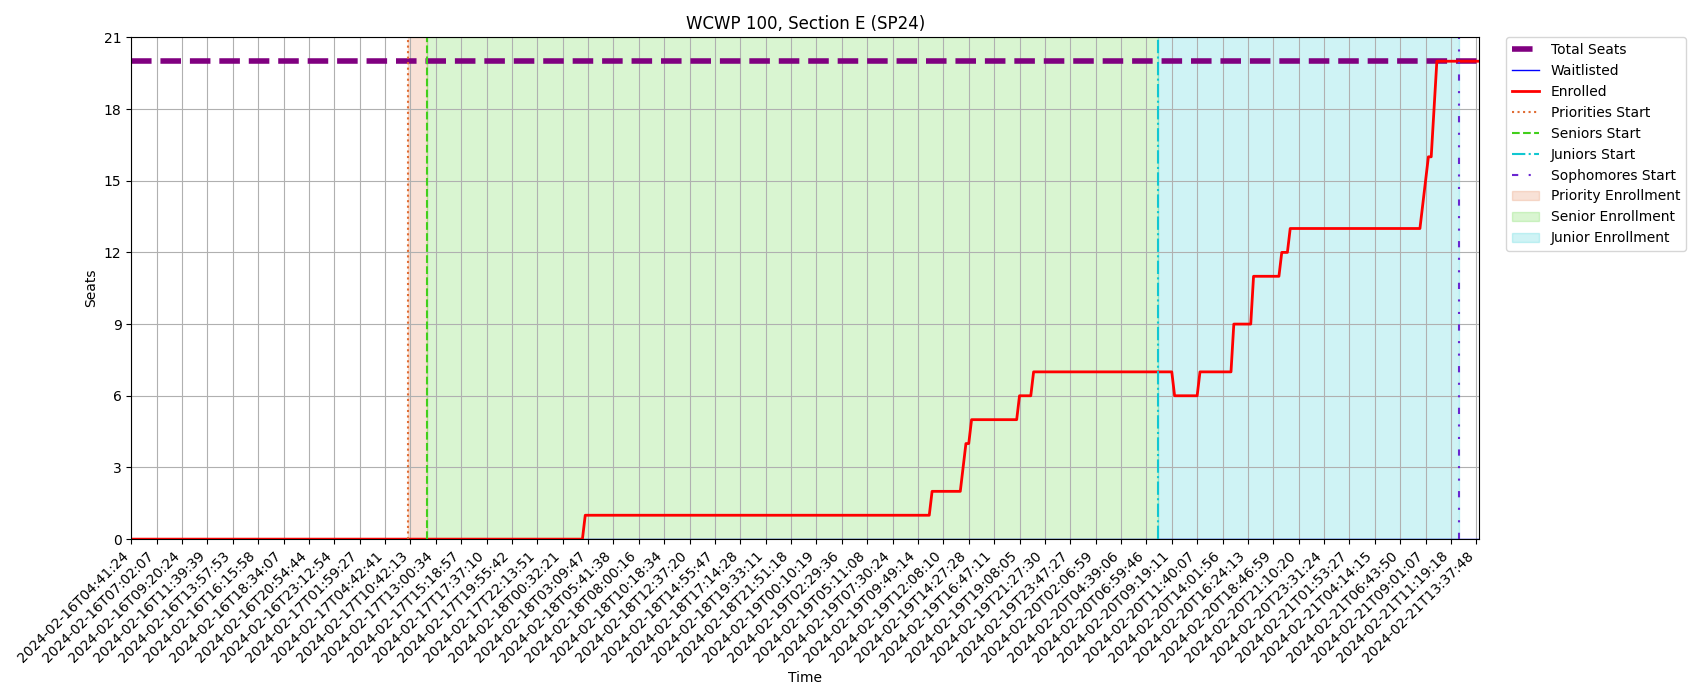 WCWP 100, Section E (SP24)
21
18
15
12
9
6
3
0
Seats
2024-02-16T04:41:24
2024-02-16T07:02:07
2024-02-16T09:20:24
2024-02-16T11:39:39
2024-02-16T13:57:53
2024-02-16T16:15:58
2024-02-16T18:34:07
2024-02-16T20:54:44
2024-02-16T23:12:54
2024-02-17T01:59:27
2024-02-17T04:42:41
2024-02-17T10:42:13
2024-02-17T13:00:34
2024-02-17T15:18:57
2024-02-17T17:37:10
2024-02-17T19:55:42
2024-02-17T22:13:51
2024-02-18T00:32:21
2024-02-18T03:09:47
2024-02-18T05:41:38
2024-02-18T08:00:16
2024-02-18T10:18:34
2024-02-18T12:37:20
2024-02-18T14:55:47
2024-02-18T17:14:28
2024-02-18T19:33:11
2024-02-18T21:51:18
2024-02-19T00:10:19
2024-02-19T02:29:36
2024-02-19T05:11:08
2024-02-19T07:30:24
2024-02-19T09:49:14
2024-02-19T12:08:10
2024-02-19T14:27:28
2024-02-19T16:47:11
2024-02-19T19:08:05
2024-02-19T21:27:30
2024-02-19T23:47:27
2024-02-20T02:06:59
2024-02-20T04:39:06
2024-02-20T06:59:46
2024-02-20T09:19:11
2024-02-20T11:40:07
2024-02-20T14:01:56
2024-02-20T16:24:13
2024-02-20T18:46:59
2024-02-20T21:10:20
2024-02-20T23:31:24
2024-02-21T01:53:27
2024-02-21T04:14:15
2024-02-21T06:43:50
2024-02-21T09:01:07
2024-02-21T11:19:18
2024-02-21T13:37:48
Time
Total Seats
Waitlisted
Enrolled
Priorities Start
Seniors Start
Juniors Start
Sophomores Start
Priority Enrollment
Senior Enrollment
Junior Enrollment